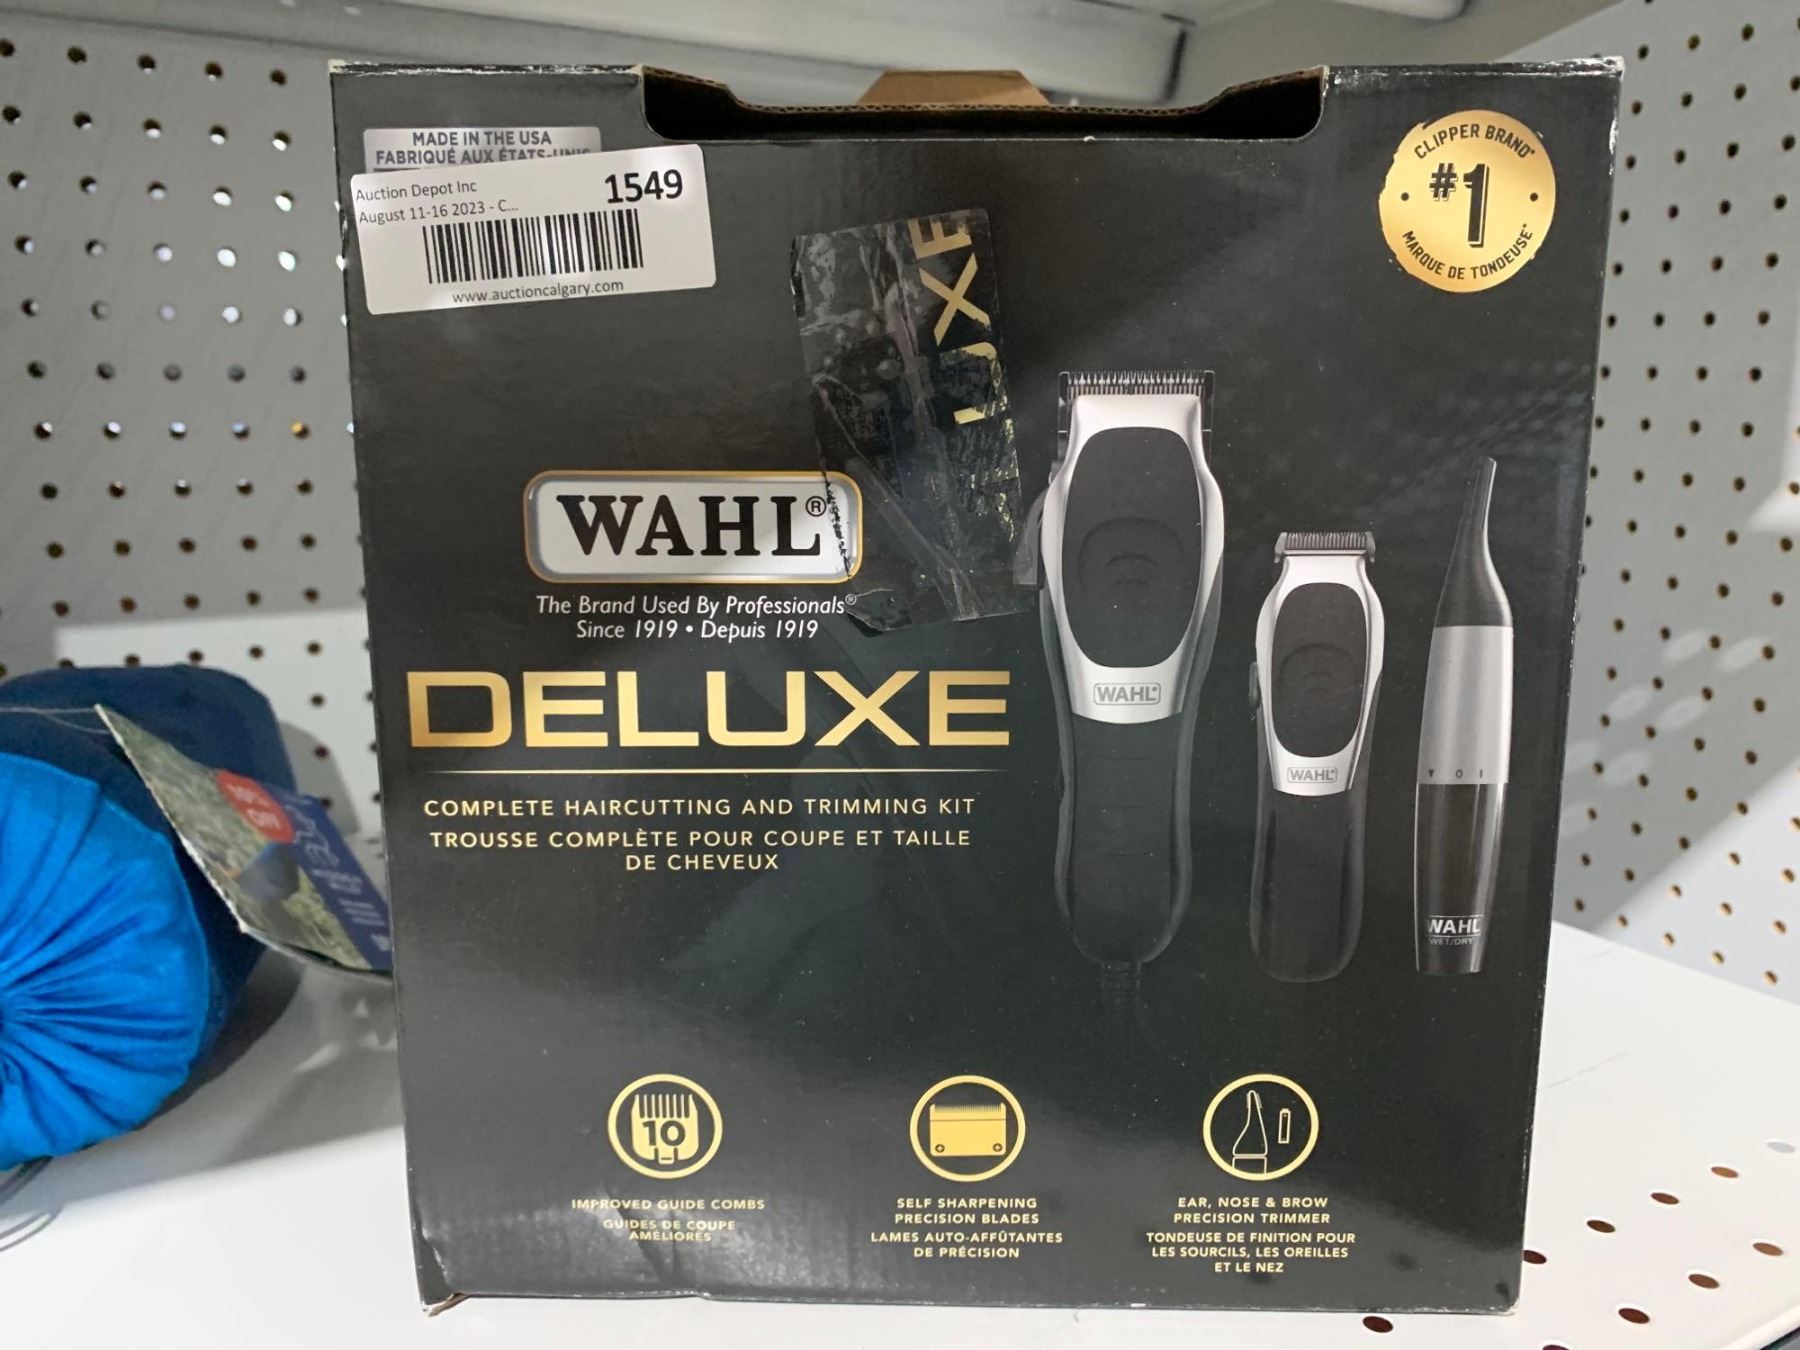 MADE IN THE USA
FABRIQUÉ AUX ÉTATS-UNIS
Auction Depot Inc
1549
August 11-16 2023 - C...
www.auctioncalgary.com
CLIPPER BRAND*
#1
MARQUE DE TONDEUSE*
UXE
WAHL®
The Brand Used By Professionals®
Since 1919 • Depuis 1919
DELUXE
COMPLETE HAIRCUTTING AND TRIMMING KIT
TROUSSE COMPLÈTE POUR COUPE ET TAILLE
DE CHEVEUX
WAHL®
WAHL®
WAHL
WET/DRY
10
IMPROVED GUIDE COMBS
GUIDES DE COUPE
AMÉLIORÉS
SELF SHARPENING
PRECISION BLADES
LAMES AUTO-AFFÛTANTES
DE PRÉCISION
EAR, NOSE & BROW
PRECISION TRIMMER
TONDEUSE DE FINITION POUR
LES SOURCILS, LES OREILLES
ET LE NEZ